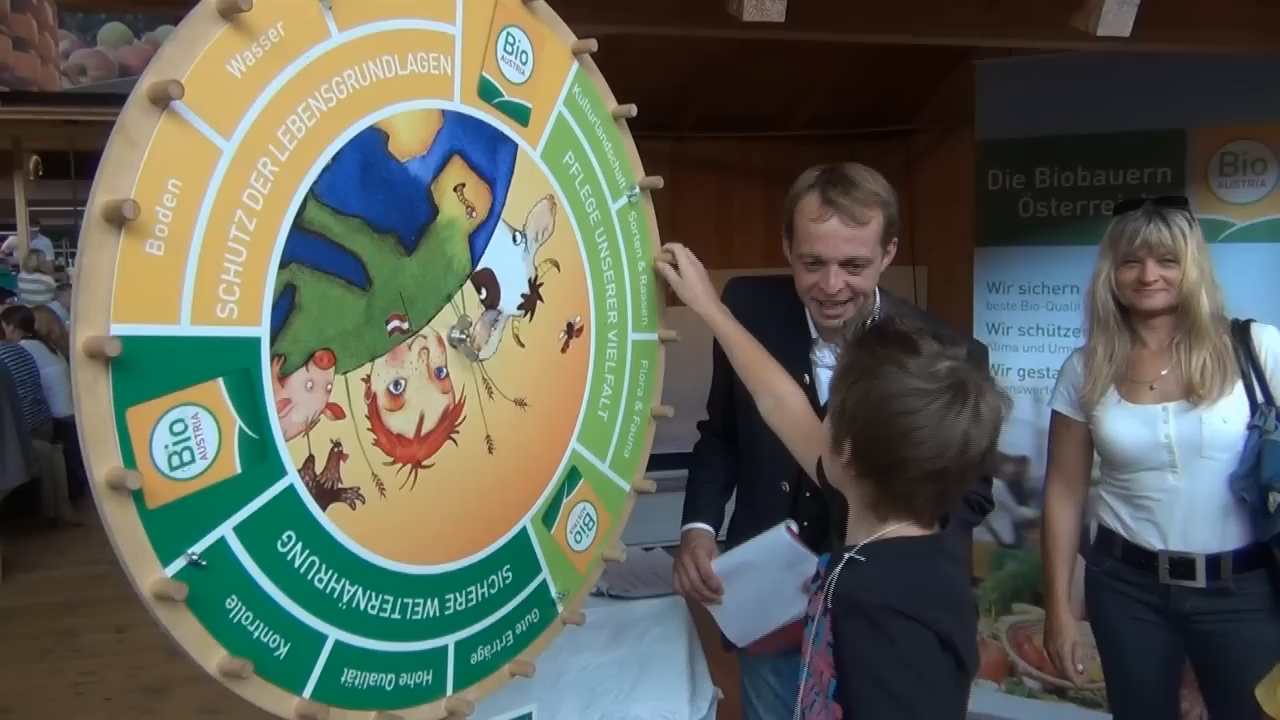 Wasser
Boden
SCHUTZ DER LEBENSGRUNDLAGEN
Bio
AUSTRIA
Kulturlandschaft
Sorten & Rassen
Flora & Fauna
PFLEGE UNSERER VIELFALT
Bio
AUSTRIA
Gute Erträge
Hohe Qualität
Kontrolle
SICHERE WELTERNÄHRUNG
Bio
AUSTRIA
Die Biobauern
Österrei
Bio
AUSTRIA
Wir sichern
beste Bio-Qualit
Wir schütze
Klima und Umw
Wir gesta